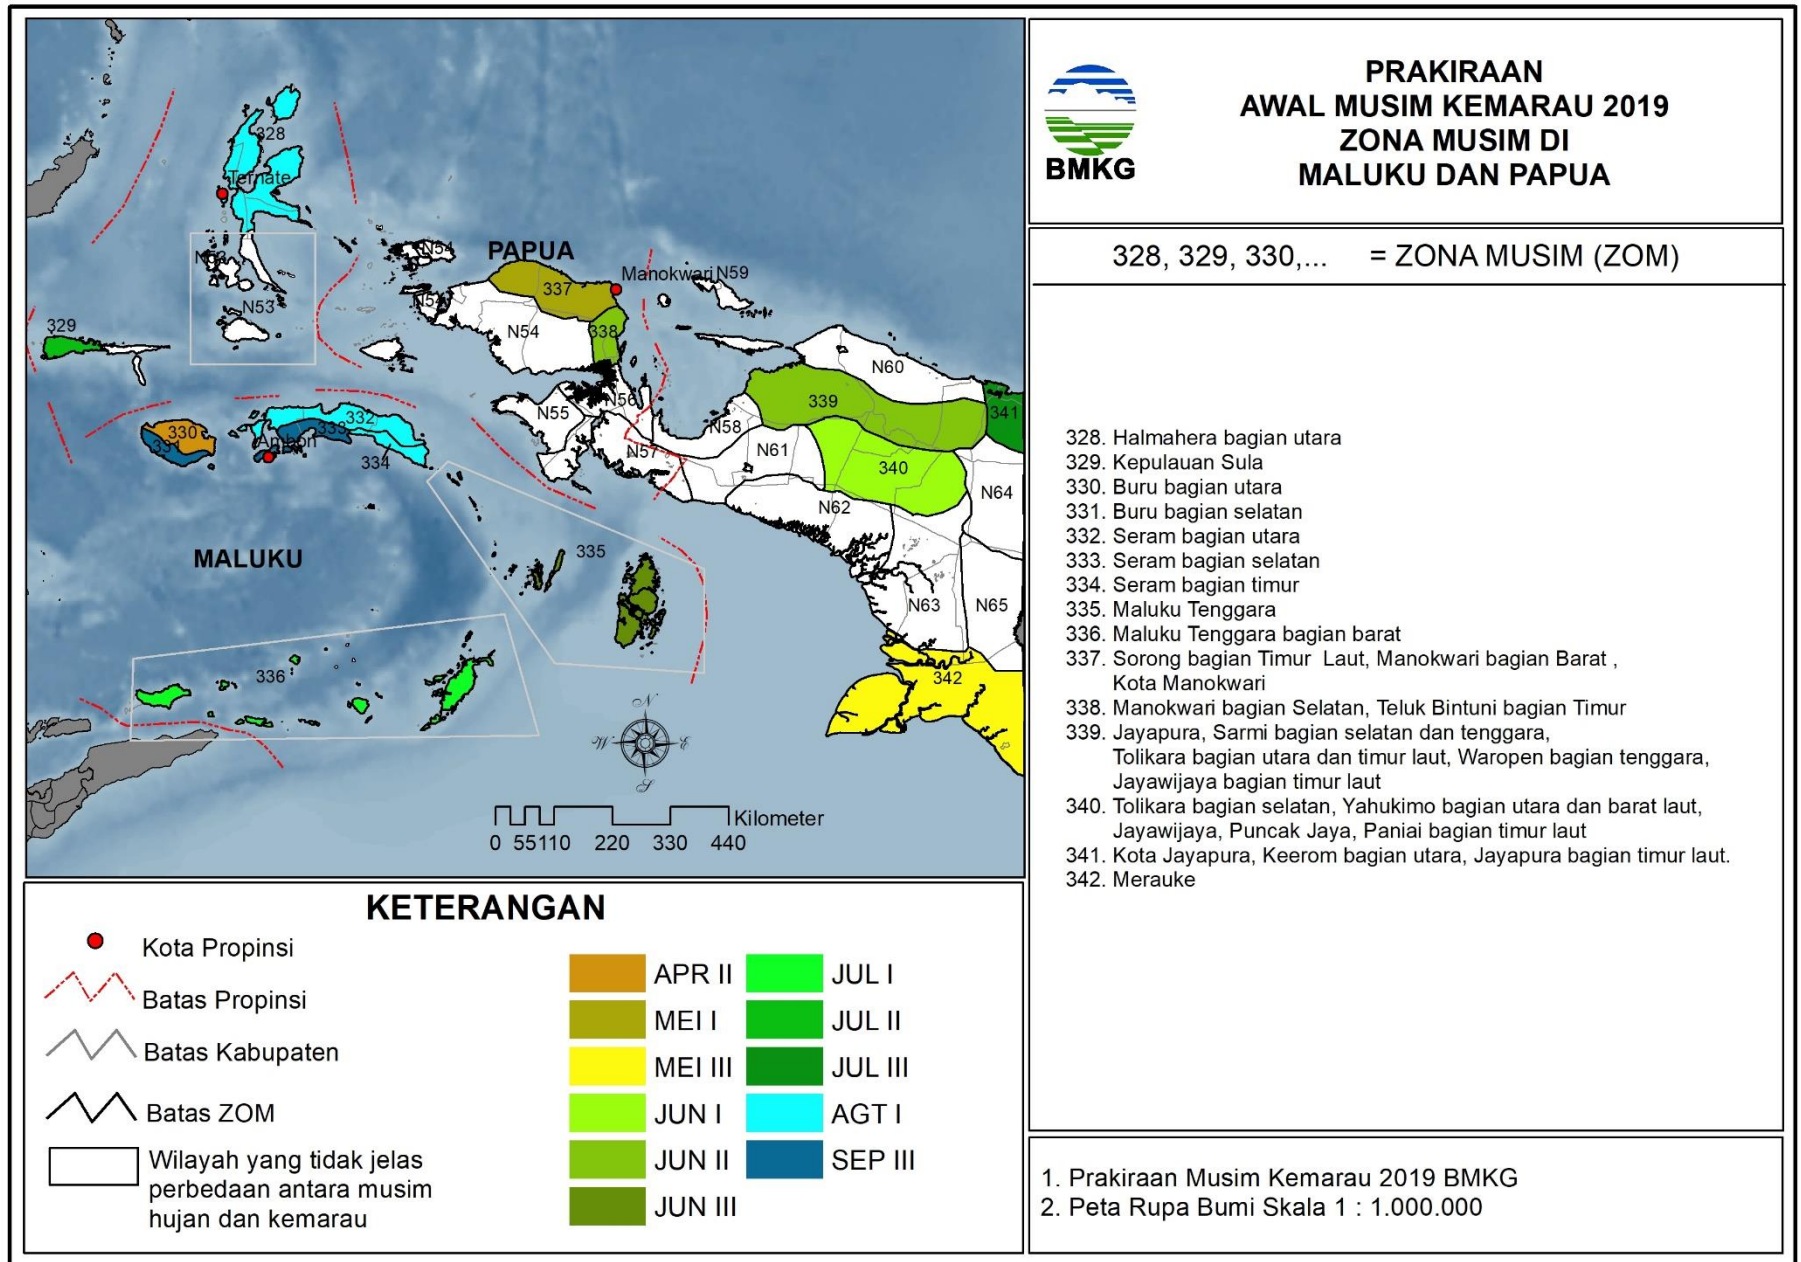 PRAKIRAAN
AWAL MUSIM KEMARAU 2019
ZONA MUSIM DI
MALUKU DAN PAPUA
BMKG
328, 329, 330,... = ZONA MUSIM (ZOM)
328. Halmahera bagian utara
329. Kepulauan Sula
330. Buru bagian utara
331. Buru bagian selatan
332. Seram bagian utara
333. Seram bagian selatan
334. Seram bagian timur
335. Maluku Tenggara
336. Maluku Tenggara bagian barat
337. Sorong bagian Timur Laut, Manokwari bagian Barat ,
Kota Manokwari
338. Manokwari bagian Selatan, Teluk Bintuni bagian Timur
339. Jayapura, Sarmi bagian selatan dan tenggara,
Tolikara bagian utara dan timur laut, Waropen bagian tenggara,
Jayawijaya bagian timur laut
340. Tolikara bagian selatan, Yahukimo bagian utara dan barat laut,
Jayawijaya, Puncak Jaya, Paniai bagian timur laut
341. Kota Jayapura, Keerom bagian utara, Jayapura bagian timur laut.
342. Merauke
1. Prakiraan Musim Kemarau 2019 BMKG
2. Peta Rupa Bumi Skala 1 : 1.000.000
328
Ternate
N53
N53
329
330
331
Ambon
332
333
334
MALUKU
335
336
PAPUA
N54
N54
N54
337
Manokwari
N59
338
N55
N56
N57
N58
N60
339
341
N61
340
N62
N64
N63
N65
342
N
W
E
S
Kilometer
0 55 110 220 330 440
KETERANGAN
Kota Propinsi
Batas Propinsi
Batas Kabupaten
Batas ZOM
Wilayah yang tidak jelas
perbedaan antara musim
hujan dan kemarau
APR II
MEI I
MEI III
JUN I
JUN II
JUN III
JUL I
JUL II
JUL III
AGT I
SEP III